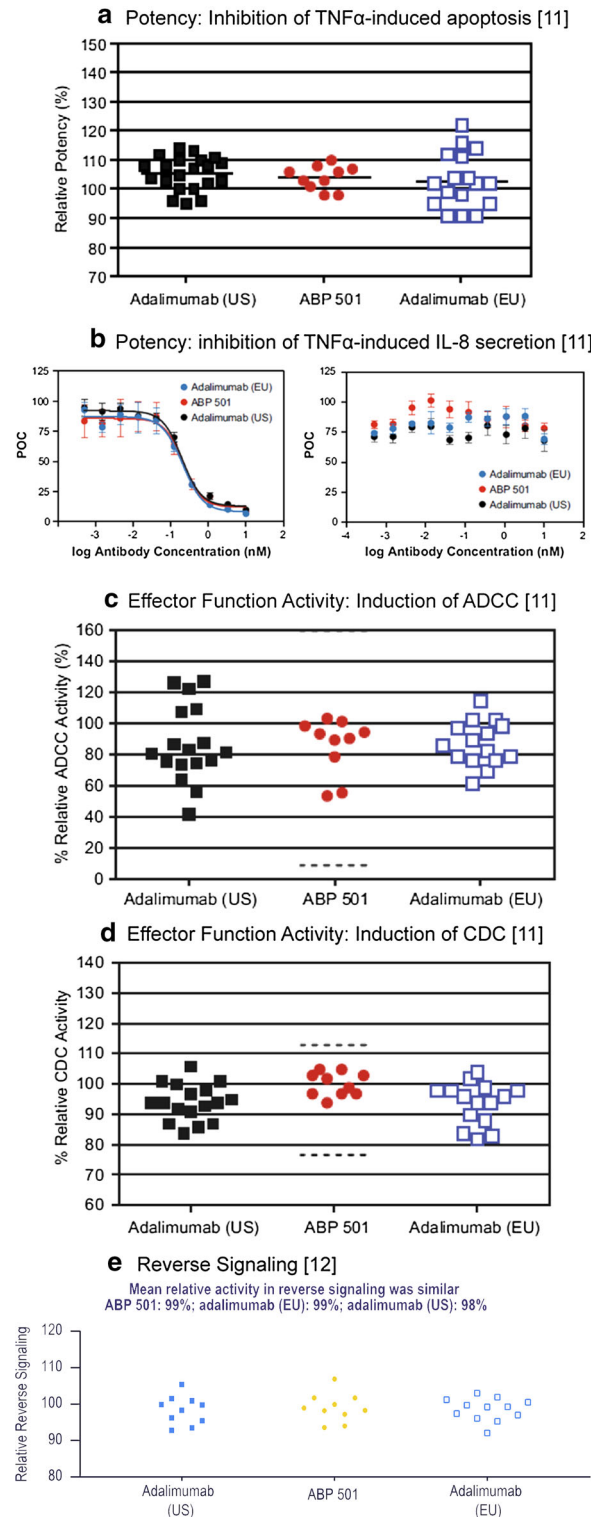 a Potency: Inhibition of TNFα-induced apoptosis [11]
Relative Potency (%)
150
140
130
120
110
100
90
80
70
Adalimumab (US) ABP 501 Adalimumab (EU)
b Potency: inhibition of TNFα-induced IL-8 secretion [11]
POC
125
100
75
50
25
0
Adalimumab (EU)
ABP 501
Adalimumab (US)
-3 -2 -1 0 1 2
log Antibody Concentration (nM)
POC
125
100
75
50
25
0
Adalimumab (EU)
ABP 501
Adalimumab (US)
-4 -3 -2 -1 0 1 2
log Antibody Concentration (nM)
c Effector Function Activity: Induction of ADCC [11]
% Relative ADCC Activity (%)
160
140
120
100
80
60
40
20
0
Adalimumab (US) ABP 501 Adalimumab (EU)
d Effector Function Activity: Induction of CDC [11]
% Relative CDC Activity
140
130
120
110
100
90
80
70
60
Adalimumab (US) ABP 501 Adalimumab (EU)
e Reverse Signaling [12]
Mean relative activity in reverse signaling was similar
ABP 501: 99%; adalimumab (EU): 99%; adalimumab (US): 98%
Relative Reverse Signaling
120
110
100
90
80
Adalimumab
(US)
ABP 501
Adalimumab
(EU)